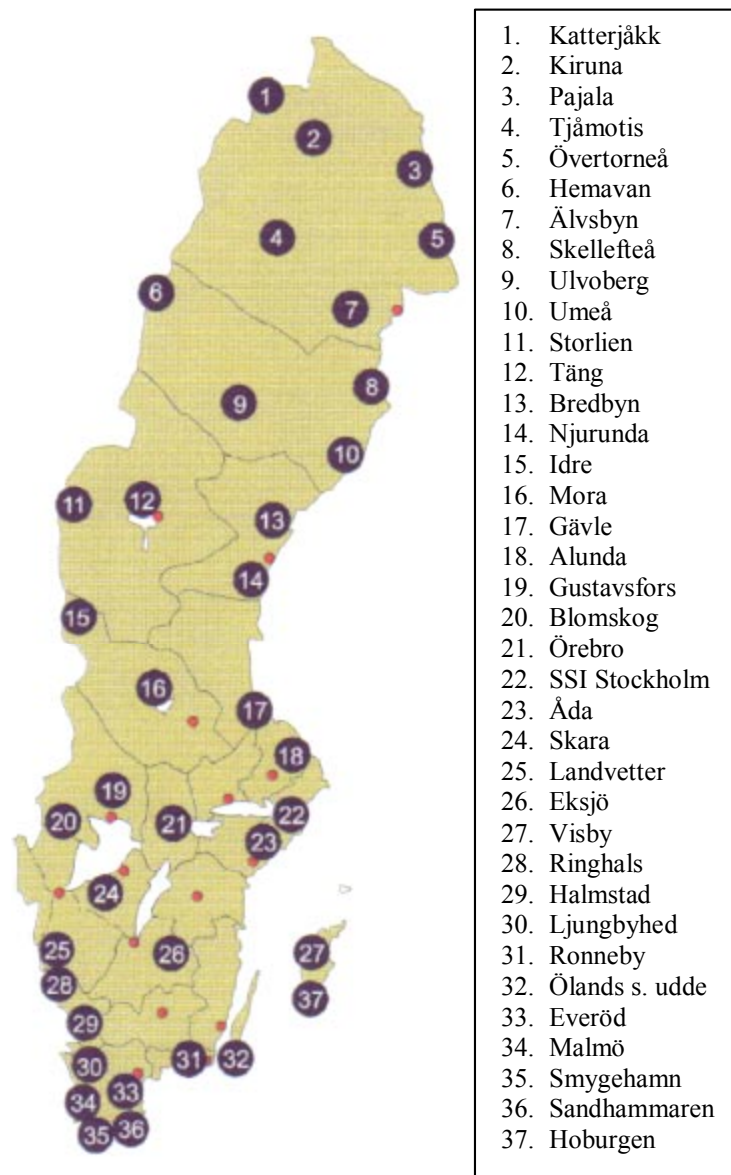 1
2
3
4
5
6
7
8
9
10
11
12
13
14
15
16
17
18
19
20
21
22
23
24
25
26
27
28
37
29
30
31
32
33
34
35
36
1. Katterjåkk
2. Kiruna
3. Pajala
4. Tjåmotis
5. Övertorneå
6. Hemavan
7. Älvsbyn
8. Skellefteå
9. Ulvoberg
10. Umeå
11. Storlien
12. Täng
13. Bredbyn
14. Njurunda
15. Idre
16. Mora
17. Gävle
18. Alunda
19. Gustavsfors
20. Blomskog
21. Örebro
22. SSI Stockholm
23. Åda
24. Skara
25. Landvetter
26. Eksjö
27. Visby
28. Ringhals
29. Halmstad
30. Ljungbyhed
31. Ronneby
32. Ölands s. udde
33. Everöd
34. Malmö
35. Smygehamn
36. Sandhammaren
37. Hoburgen